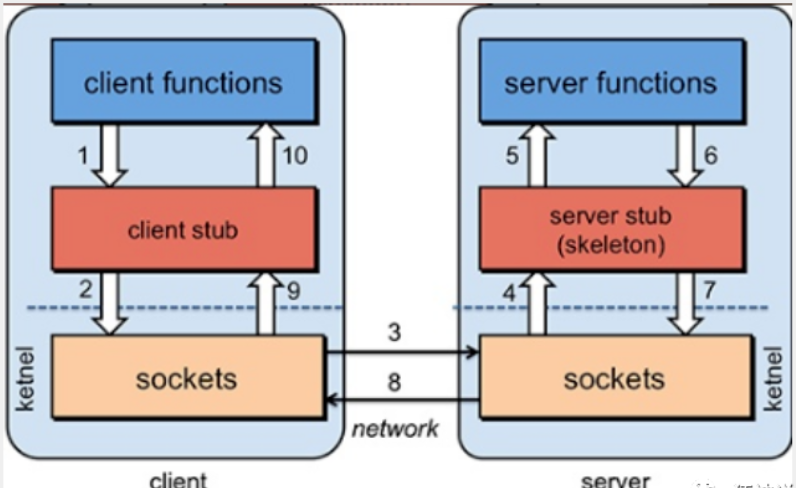 client functions
server functions
1
10
5
6
client stub
server stub
(skeleton)
2
9
4
7
3
sockets
sockets
8
ketnel
ketnel
network
client
server